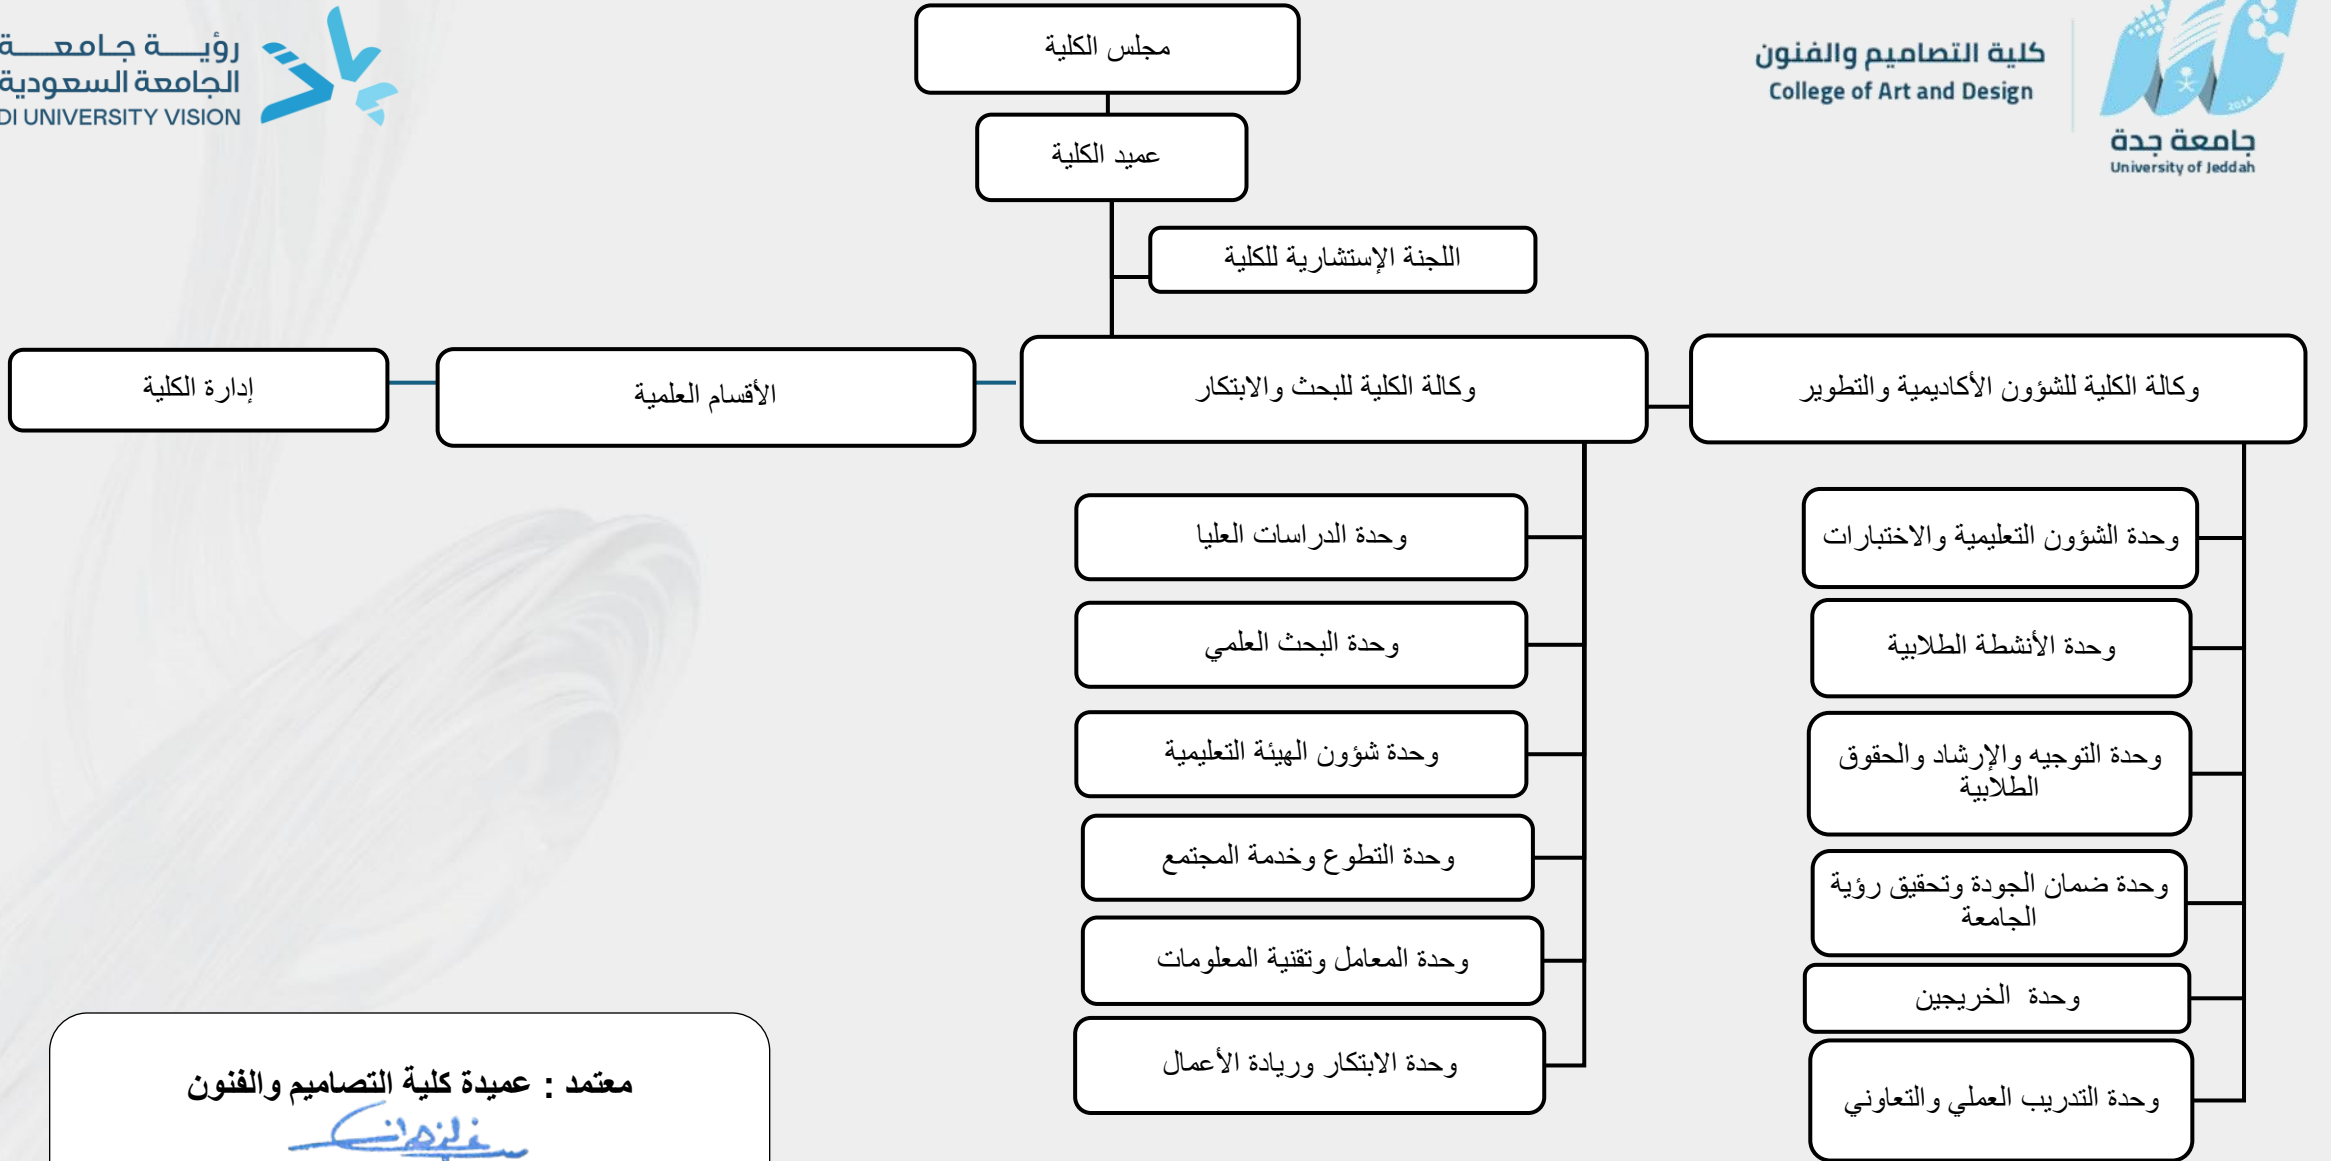 كلية التصاميم والفنون
College of Art and Design
جامعة جدة
University of Jeddah
2014
رؤيــــة جـامعــــة
الجامعة السعودية
DI UNIVERSITY VISION
مجلس الكلية
عميد الكلية
اللجنة الإستشارية للكلية
وكالة الكلية للشؤون الأكاديمية والتطوير
وكالة الكلية للبحث والابتكار
الأقسام العلمية
إدارة الكلية
وحدة الشؤون التعليمية والاختبارات
وحدة الأنشطة الطلابية
وحدة التوجيه والإرشاد والحقوق
الطلابية
وحدة ضمان الجودة وتحقيق رؤية
الجامعة
وحدة الخريجين
وحدة التدريب العملي والتعاوني
وحدة الدراسات العليا
وحدة البحث العلمي
وحدة شؤون الهيئة التعليمية
وحدة التطوع وخدمة المجتمع
وحدة المعامل وتقنية المعلومات
وحدة الابتكار وريادة الأعمال
معتمد : عميدة كلية التصاميم والفنون